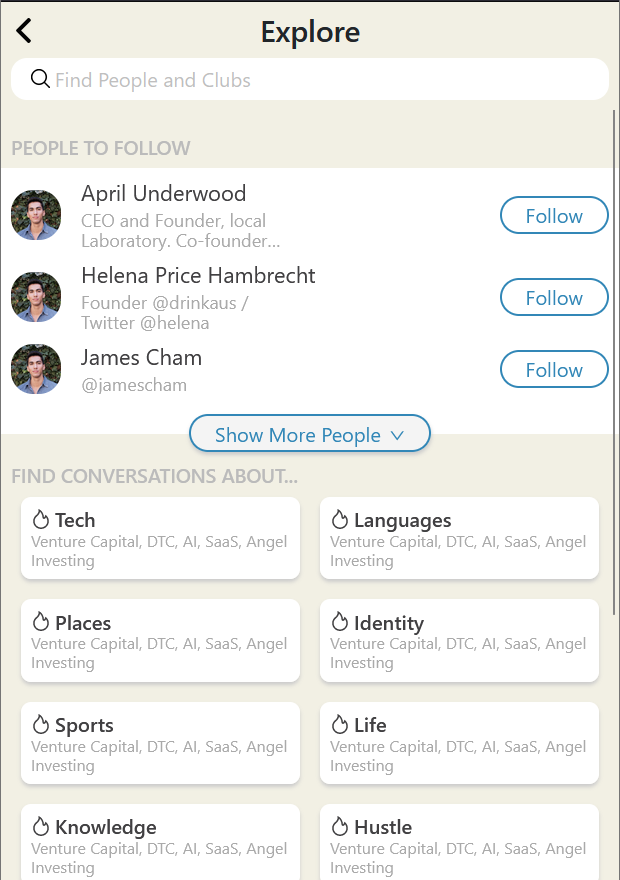 Explore
Find People and Clubs
PEOPLE TO FOLLOW
April Underwood
CEO and Founder, local
Laboratory. Co-founder...
Follow
Helena Price Hambrecht
Founder @drinkaus /
Twitter @helena
Follow
James Cham
@jamescham
Follow
Show More People
FIND CONVERSATIONS ABOUT...
Tech
Venture Capital, DTC, AI, SaaS, Angel
Investing
Languages
Venture Capital, DTC, AI, SaaS, Angel
Investing
Places
Venture Capital, DTC, AI, SaaS, Angel
Investing
Identity
Venture Capital, DTC, AI, SaaS, Angel
Investing
Sports
Venture Capital, DTC, AI, SaaS, Angel
Investing
Life
Venture Capital, DTC, AI, SaaS, Angel
Investing
Knowledge
Venture Capital, DTC, AI, SaaS, Angel
Investing
Hustle
Venture Capital, DTC, AI, SaaS, Angel
Investing